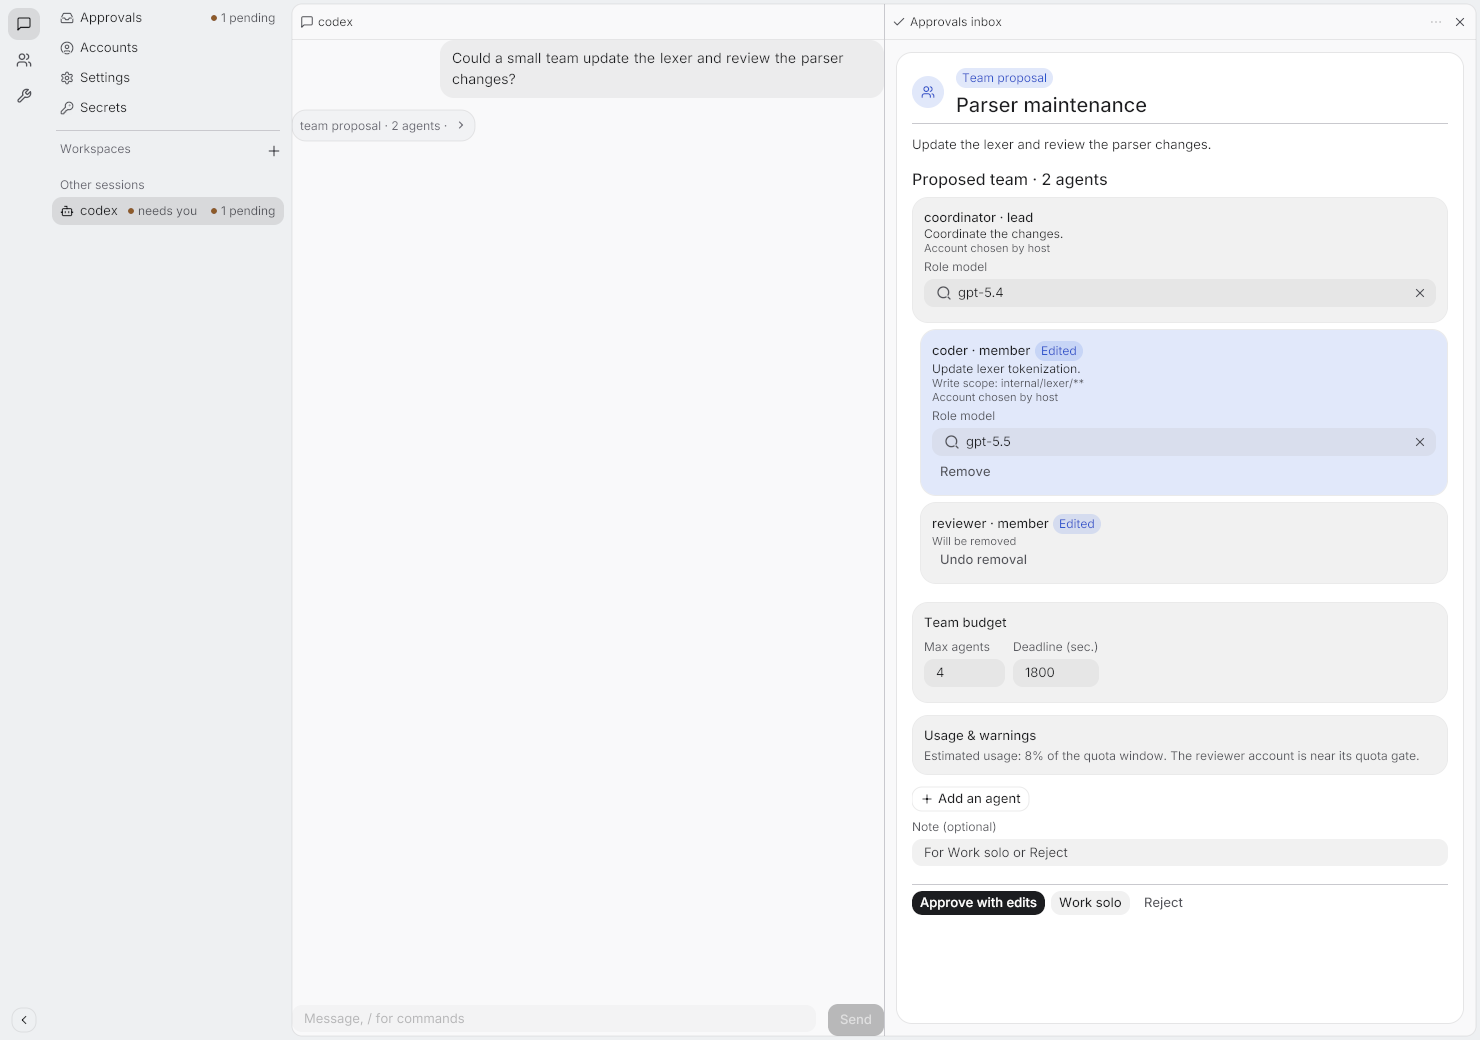 Approvals
1 pending
Accounts
Settings
Secrets
Workspaces
Other sessions
codex
needs you
1 pending
codex
Could a small team update the lexer and review the parser
changes?
team proposal · 2 agents ·
Message, / for commands
Send
Approvals inbox
Team proposal
Parser maintenance
Update the lexer and review the parser changes.
Proposed team · 2 agents
coordinator · lead
Coordinate the changes.
Account chosen by host
Role model
gpt-5.4
coder · member Edited
Update lexer tokenization.
Write scope: internal/lexer/**
Account chosen by host
Role model
gpt-5.5
Remove
reviewer · member Edited
Will be removed
Undo removal
Team budget
Max agents
Deadline (sec.)
4
1800
Usage & warnings
Estimated usage: 8% of the quota window. The reviewer account is near its quota gate.
Add an agent
Note (optional)
For Work solo or Reject
Approve with edits
Work solo
Reject